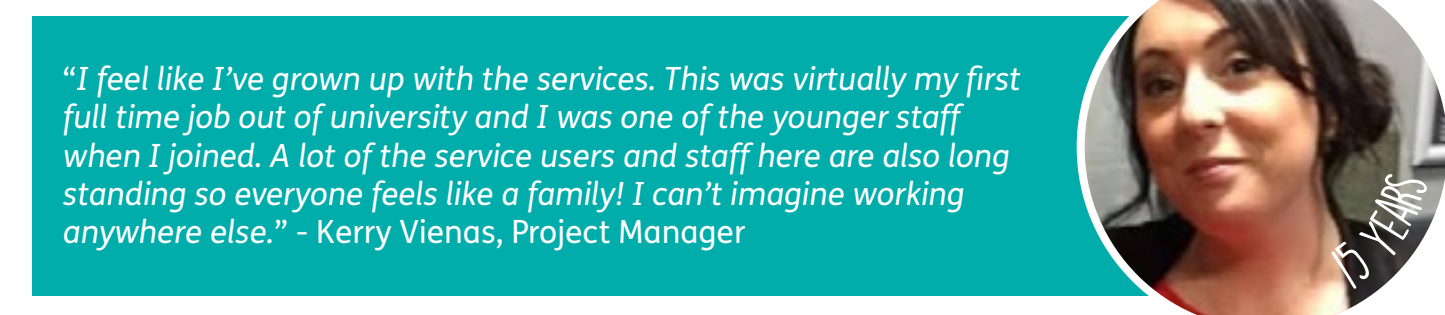 “I feel like I’ve grown up with the services. This was virtually my first
full time job out of university and I was one of the younger staff
when I joined. A lot of the service users and staff here are also long
standing so everyone feels like a family! I can’t imagine working
anywhere else.” - Kerry Vienas, Project Manager
15 YEARS